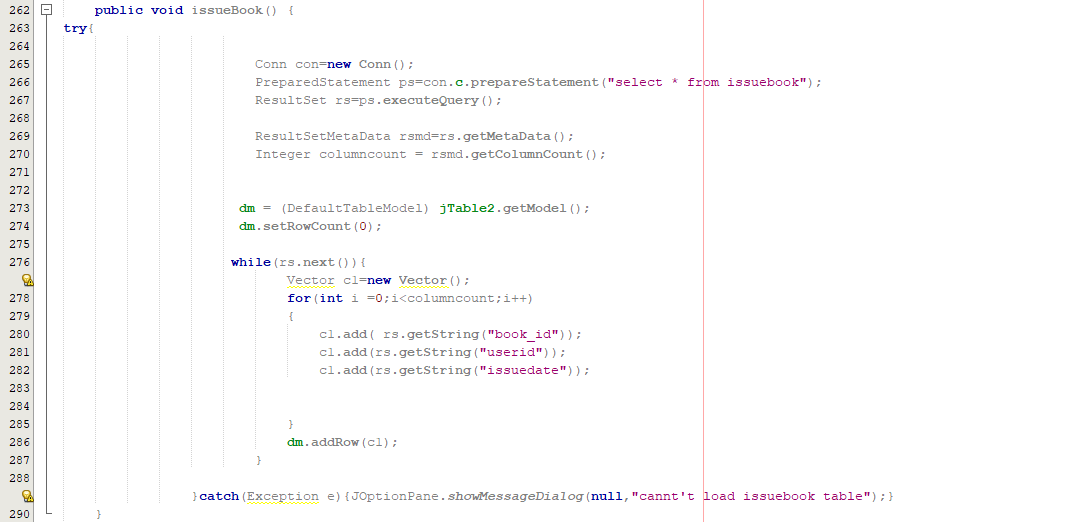 262 public void issueBook() {
263 try{
264
265 Conn con=new Conn();
266 PreparedStatement ps=con.c.prepareStatement("select * from issuebook");
267 ResultSet rs=ps.executeQuery();
268
269 ResultSetMetaData rsmd=rs.getMetaData();
270 Integer columncount = rsmd.getColumnCount();
271
272
273 dm = (DefaultTableModel) jTable2.getModel();
274 dm.setRowCount(0);
275
276 while(rs.next()){
Vector cl=new Vector();
278 for(int i =0;i<columncount;i++)
279 {
280 cl.add( rs.getString("book_id"));
281 cl.add(rs.getString("userid"));
282 cl.add(rs.getString("issuedate"));
283
284
285 }
286 dm.addRow(cl);
287 }
288
}catch(Exception e){JOptionPane.showMessageDialog(null,"cannt't load issuebook table");}
290 }